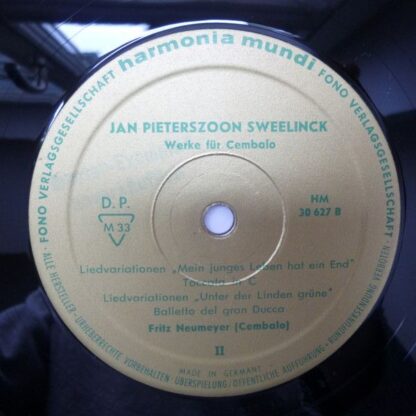 harmonia mundi
FONO VERLAGSGESELLSCHAFT
FONO VERLAGSGESELLSCHAFT
JAN PIETERSZOON SWEELINCK
Werke für Cembalo
D. P.
M 33
HM
30 627 B
Liedvariationen „Mein junges Leben hat ein End"
Toccata in C
Liedvariationen „Unter der Linden grüne"
Balletto del gran Ducca
Fritz Neumeyer (Cembalo)
II
MADE IN GERMANY
ALLE HERSTELLER- URHEBERRECHTE VORBEHALTEN · ÜBERSPIELUNG / ÖFFENTLICHE AUFFÜHRUNG · RUNDFUNKSENDUNG VERBOTEN